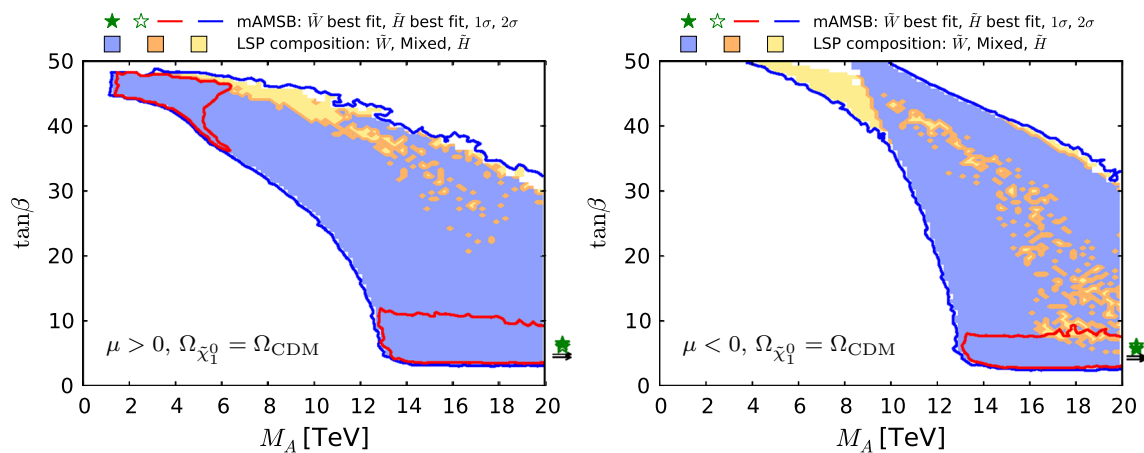 mAMSB: W̃ best fit, H̃ best fit, 1σ, 2σ
LSP composition: W̃, Mixed, H̃
50
40
30
20
10
0
tanβ
μ > 0, Ω_χ̃⁰₁ = Ω_CDM
0 2 4 6 8 10 12 14 16 18 20
M_A [TeV]
mAMSB: W̃ best fit, H̃ best fit, 1σ, 2σ
LSP composition: W̃, Mixed, H̃
50
40
30
20
10
0
tanβ
μ < 0, Ω_χ̃⁰₁ = Ω_CDM
0 2 4 6 8 10 12 14 16 18 20
M_A [TeV]